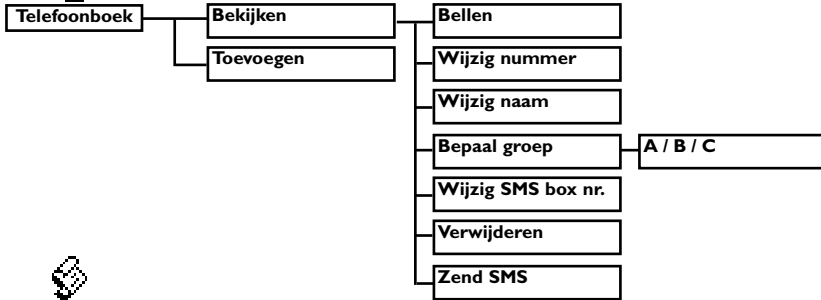 Telefoonboek
Bekijken
Bellen
Toevoegen
Wijzig nummer
Wijzig naam
Bepaal groep
A / B / C
Wijzig SMS box nr.
Verwijderen
Zend SMS